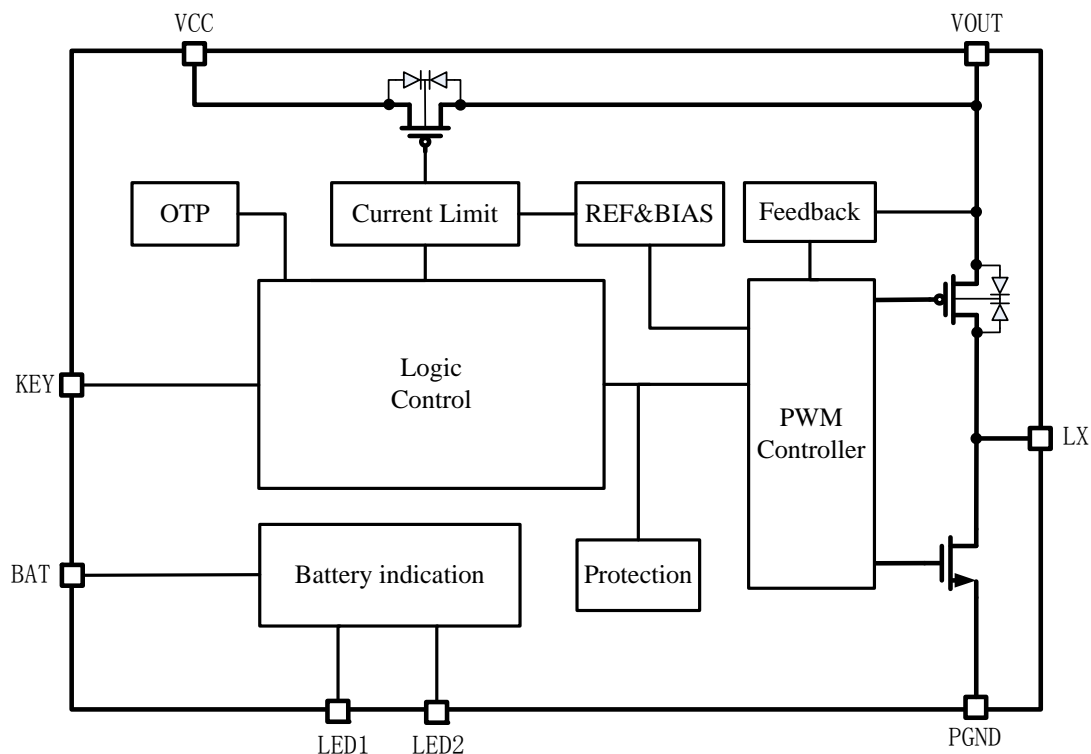 VCC
VOUT
OTP
Current Limit
REF&BIAS
Feedback
Logic
Control
KEY
PWM
Controller
LX
BAT
Battery indication
Protection
LED1
LED2
PGND